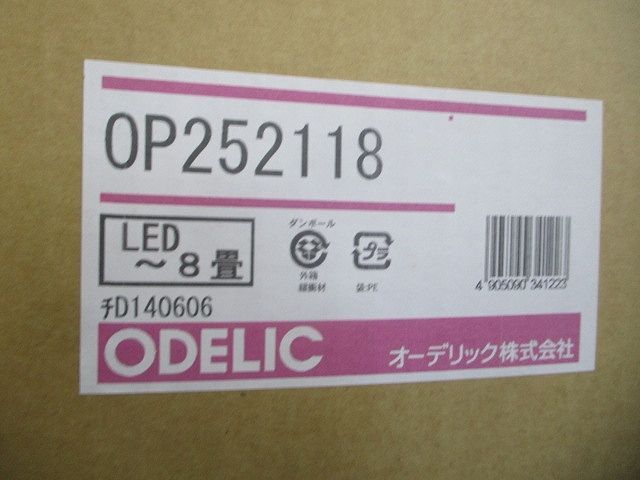 OP252118
LED
～8畳
ダンボール
外箱
緩衝材
プラ
袋:PE
4 905090 341223
チD140606
ODELIC
オーデリック株式会社